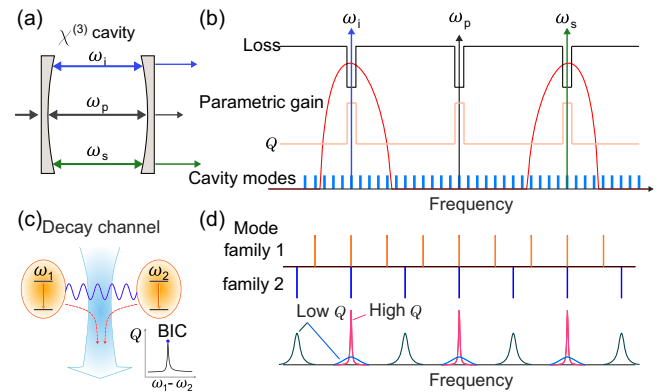 (a)
χ(3) cavity
ωi
ωp
ωs
(b)
ωi ωp ωs
Loss
Parametric gain
Q
Cavity modes
Frequency
(c)
Decay channel
ω1 ω2
Q
BIC
ω1- ω2
(d)
Mode
family 1
family 2
Low Q High Q
Frequency